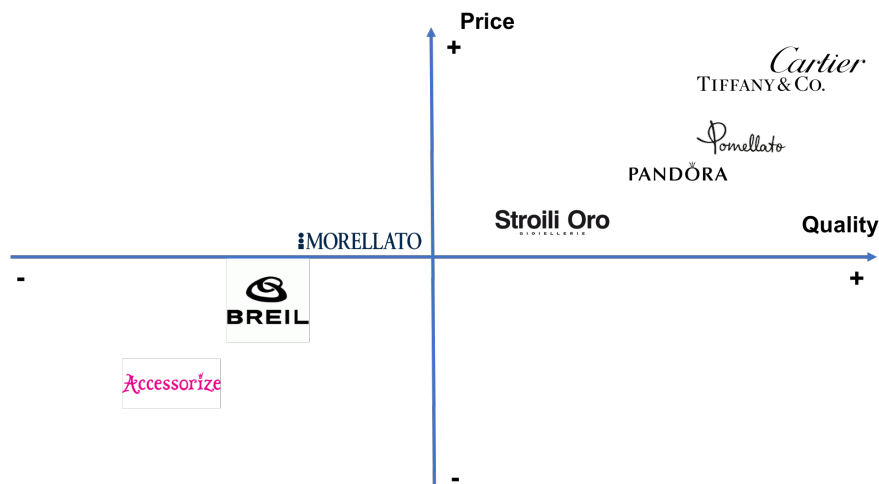 Price
+
Cartier
TIFFANY & CO.
Pomellato
PANDORA
Stroili Oro
GIOIELLERIE
Quality
MORELLATO
-
+
BREIL
Accessorize
-